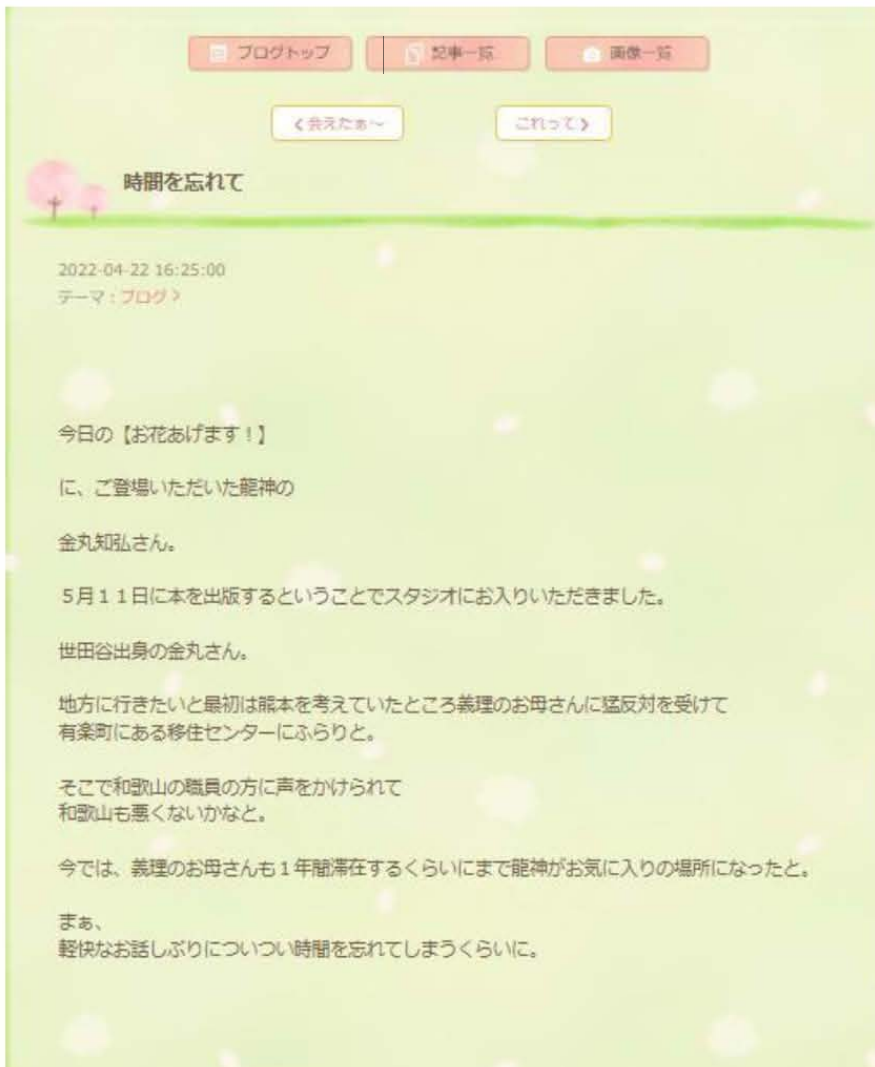 ブログトップ
記事一覧
画像一覧
会えたぁ～
これって
時間を忘れて
2022-04-22 16:25:00
テーマ：ブログ
今日の【お花あげます！】
に、ご登場いただいた龍神の
金丸知弘さん。
５月１１日に本を出版するということでスタジオにお入りいただきました。
世田谷出身の金丸さん。
地方に行きたいと最初は熊本を考えていたところ義理のお母さんに猛反対を受けて
有楽町にある移住センターにふらりと。
そこで和歌山の職員の方に声をかけられて
和歌山も悪くないかなと。
今では、義理のお母さんも１年間滞在するくらいにまで龍神がお気に入りの場所になったと。
まぁ、
軽快なお話しぶりについつい時間を忘れてしまうくらいに。